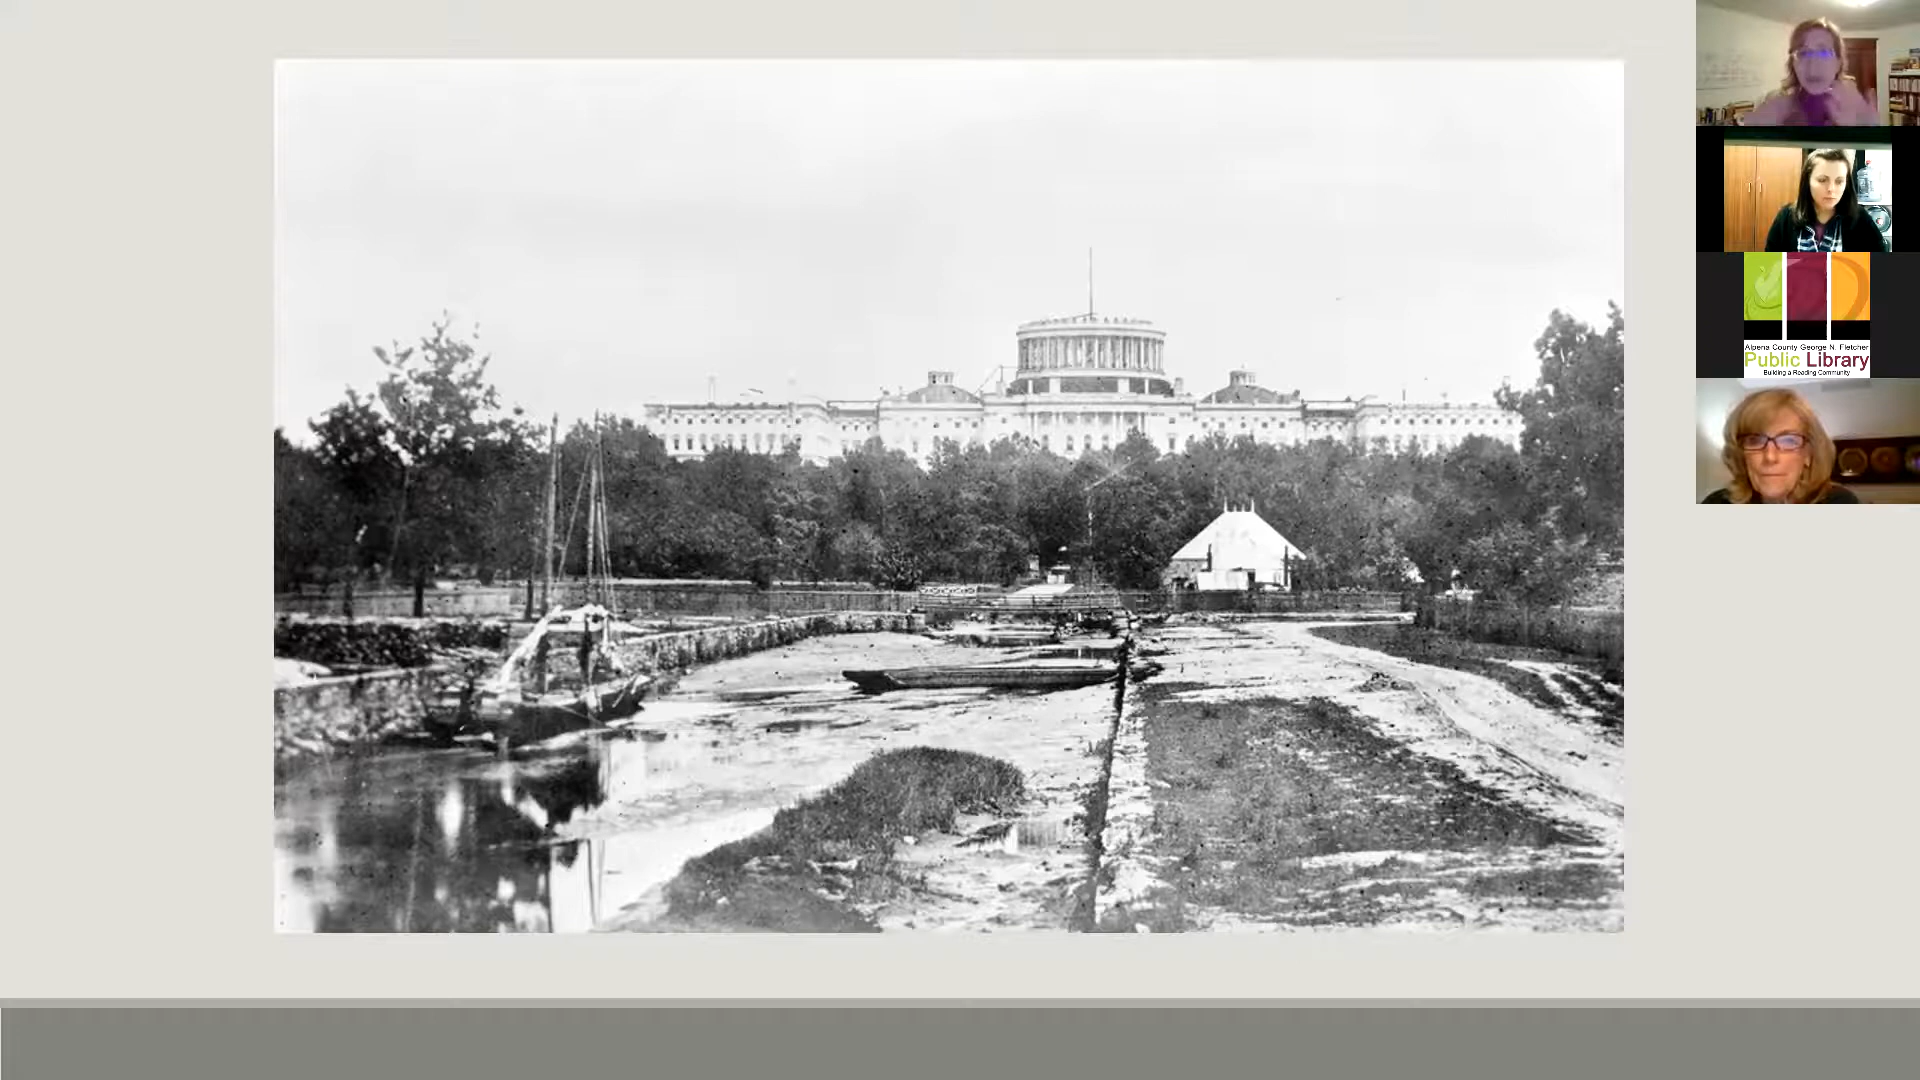 Alpena County George N. Fletcher
Public Library
Building a Reading Community